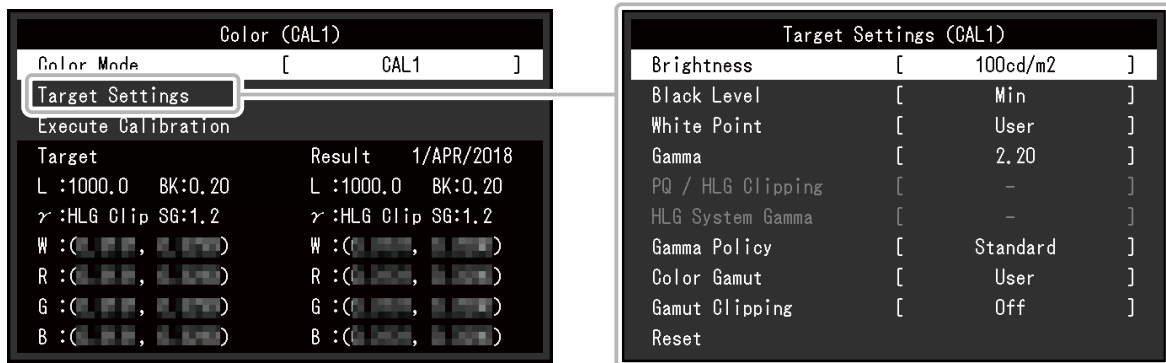 Color (CAL1)
Color Mode [ CAL1 ]
Target Settings
Execute Calibration
Target Result 1/APR/2018
L :1000.0 BK:0.20 L :1000.0 BK:0.20
γ :HLG Clip SG:1.2 γ :HLG Clip SG:1.2
W :( , ) W :( , )
R :( , ) R :( , )
G :( , ) G :( , )
B :( , ) B :( , )
Target Settings (CAL1)
Brightness [ 100cd/m2 ]
Black Level [ Min ]
White Point [ User ]
Gamma [ 2.20 ]
PQ / HLG Clipping [ - ]
HLG System Gamma [ - ]
Gamma Policy [ Standard ]
Color Gamut [ User ]
Gamut Clipping [ Off ]
Reset